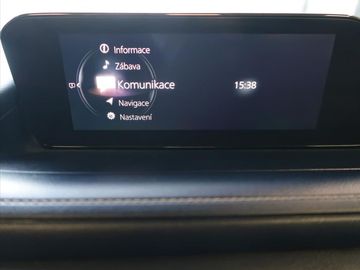 Informace
Zábava
Komunikace
15:38
Navigace
Nastavení